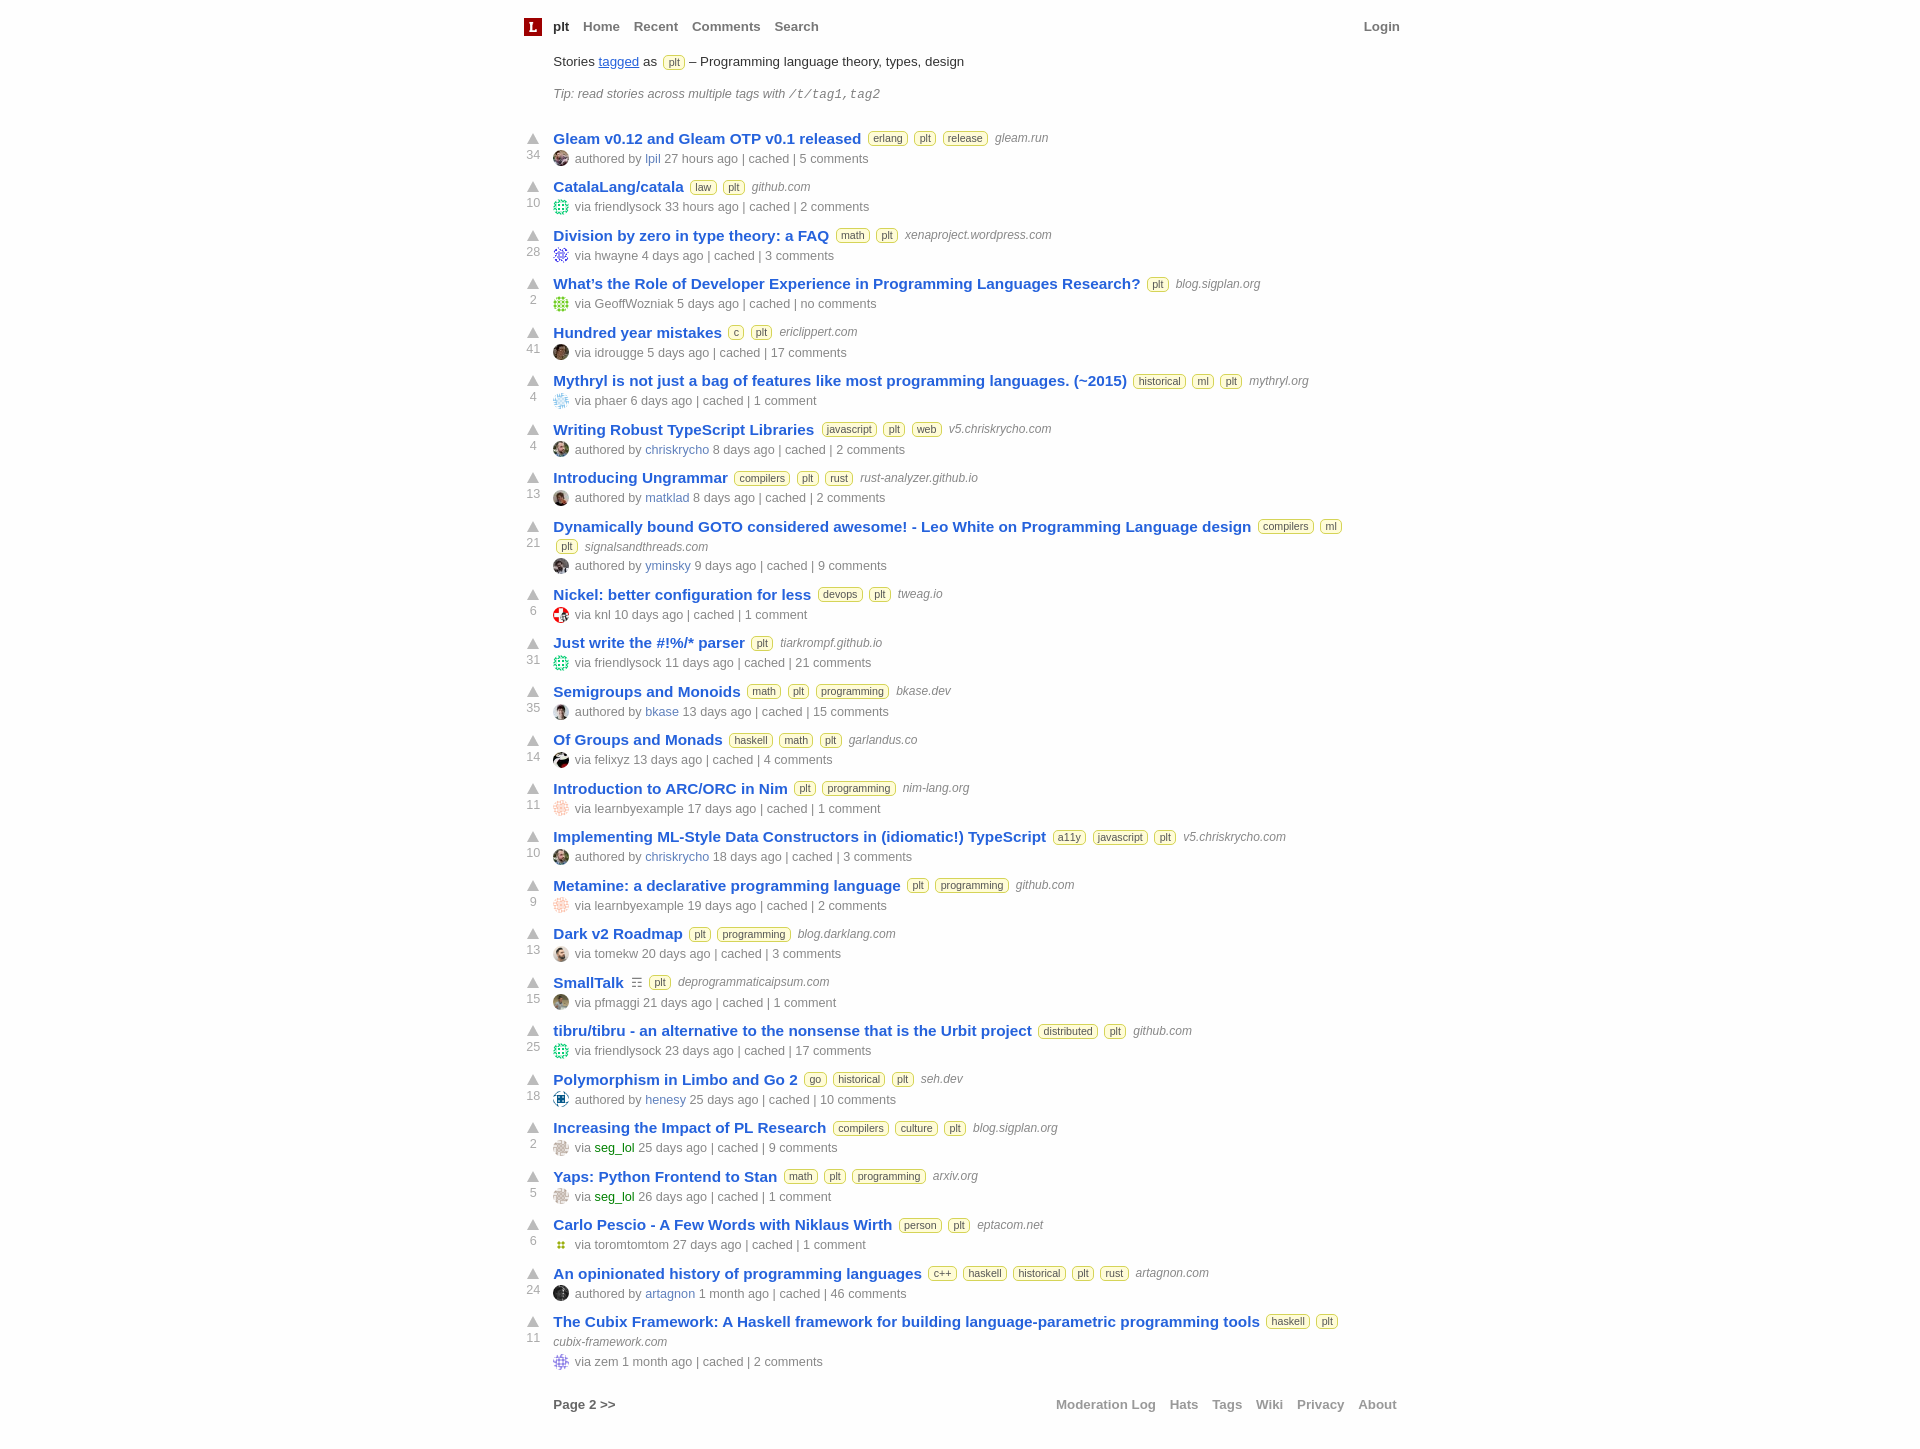 L plt Home Recent Comments Search Login
Stories tagged as plt – Programming language theory, types, design
Tip: read stories across multiple tags with /t/tag1,tag2
Gleam v0.12 and Gleam OTP v0.1 released erlang plt release gleam.run
34
authored by lpil 27 hours ago | cached | 5 comments
CatalaLang/catala law plt github.com
10
via friendlysock 33 hours ago | cached | 2 comments
Division by zero in type theory: a FAQ math plt xenaproject.wordpress.com
28
via hwayne 4 days ago | cached | 3 comments
What’s the Role of Developer Experience in Programming Languages Research? plt blog.sigplan.org
2
via GeoffWozniak 5 days ago | cached | no comments
Hundred year mistakes c plt ericlippert.com
41
via idrougge 5 days ago | cached | 17 comments
Mythryl is not just a bag of features like most programming languages. (~2015) historical ml plt mythryl.org
4
via phaer 6 days ago | cached | 1 comment
Writing Robust TypeScript Libraries javascript plt web v5.chriskrycho.com
4
authored by chriskrycho 8 days ago | cached | 2 comments
Introducing Ungrammar compilers plt rust rust-analyzer.github.io
13
authored by matklad 8 days ago | cached | 2 comments
Dynamically bound GOTO considered awesome! - Leo White on Programming Language design compilers ml
21
plt signalsandthreads.com
authored by yminsky 9 days ago | cached | 9 comments
Nickel: better configuration for less devops plt tweag.io
6
via knl 10 days ago | cached | 1 comment
Just write the #!%/* parser plt tiarkrompf.github.io
31
via friendlysock 11 days ago | cached | 21 comments
Semigroups and Monoids math plt programming bkase.dev
35
authored by bkase 13 days ago | cached | 15 comments
Of Groups and Monads haskell math plt garlandus.co
14
via felixyz 13 days ago | cached | 4 comments
Introduction to ARC/ORC in Nim plt programming nim-lang.org
11
via learnbyexample 17 days ago | cached | 1 comment
Implementing ML-Style Data Constructors in (idiomatic!) TypeScript a11y javascript plt v5.chriskrycho.com
10
authored by chriskrycho 18 days ago | cached | 3 comments
Metamine: a declarative programming language plt programming github.com
9
via learnbyexample 19 days ago | cached | 2 comments
Dark v2 Roadmap plt programming blog.darklang.com
13
via tomekw 20 days ago | cached | 3 comments
SmallTalk ☶ plt deprogrammaticaipsum.com
15
via pfmaggi 21 days ago | cached | 1 comment
tibru/tibru - an alternative to the nonsense that is the Urbit project distributed plt github.com
25
via friendlysock 23 days ago | cached | 17 comments
Polymorphism in Limbo and Go 2 go historical plt seh.dev
18
authored by henesy 25 days ago | cached | 10 comments
Increasing the Impact of PL Research compilers culture plt blog.sigplan.org
2
via seg_lol 25 days ago | cached | 9 comments
Yaps: Python Frontend to Stan math plt programming arxiv.org
5
via seg_lol 26 days ago | cached | 1 comment
Carlo Pescio - A Few Words with Niklaus Wirth person plt eptacom.net
6
via toromtomtom 27 days ago | cached | 1 comment
An opinionated history of programming languages c++ haskell historical plt rust artagnon.com
24
authored by artagnon 1 month ago | cached | 46 comments
The Cubix Framework: A Haskell framework for building language-parametric programming tools haskell plt
11
cubix-framework.com
via zem 1 month ago | cached | 2 comments
Page 2 >> Moderation Log Hats Tags Wiki Privacy About